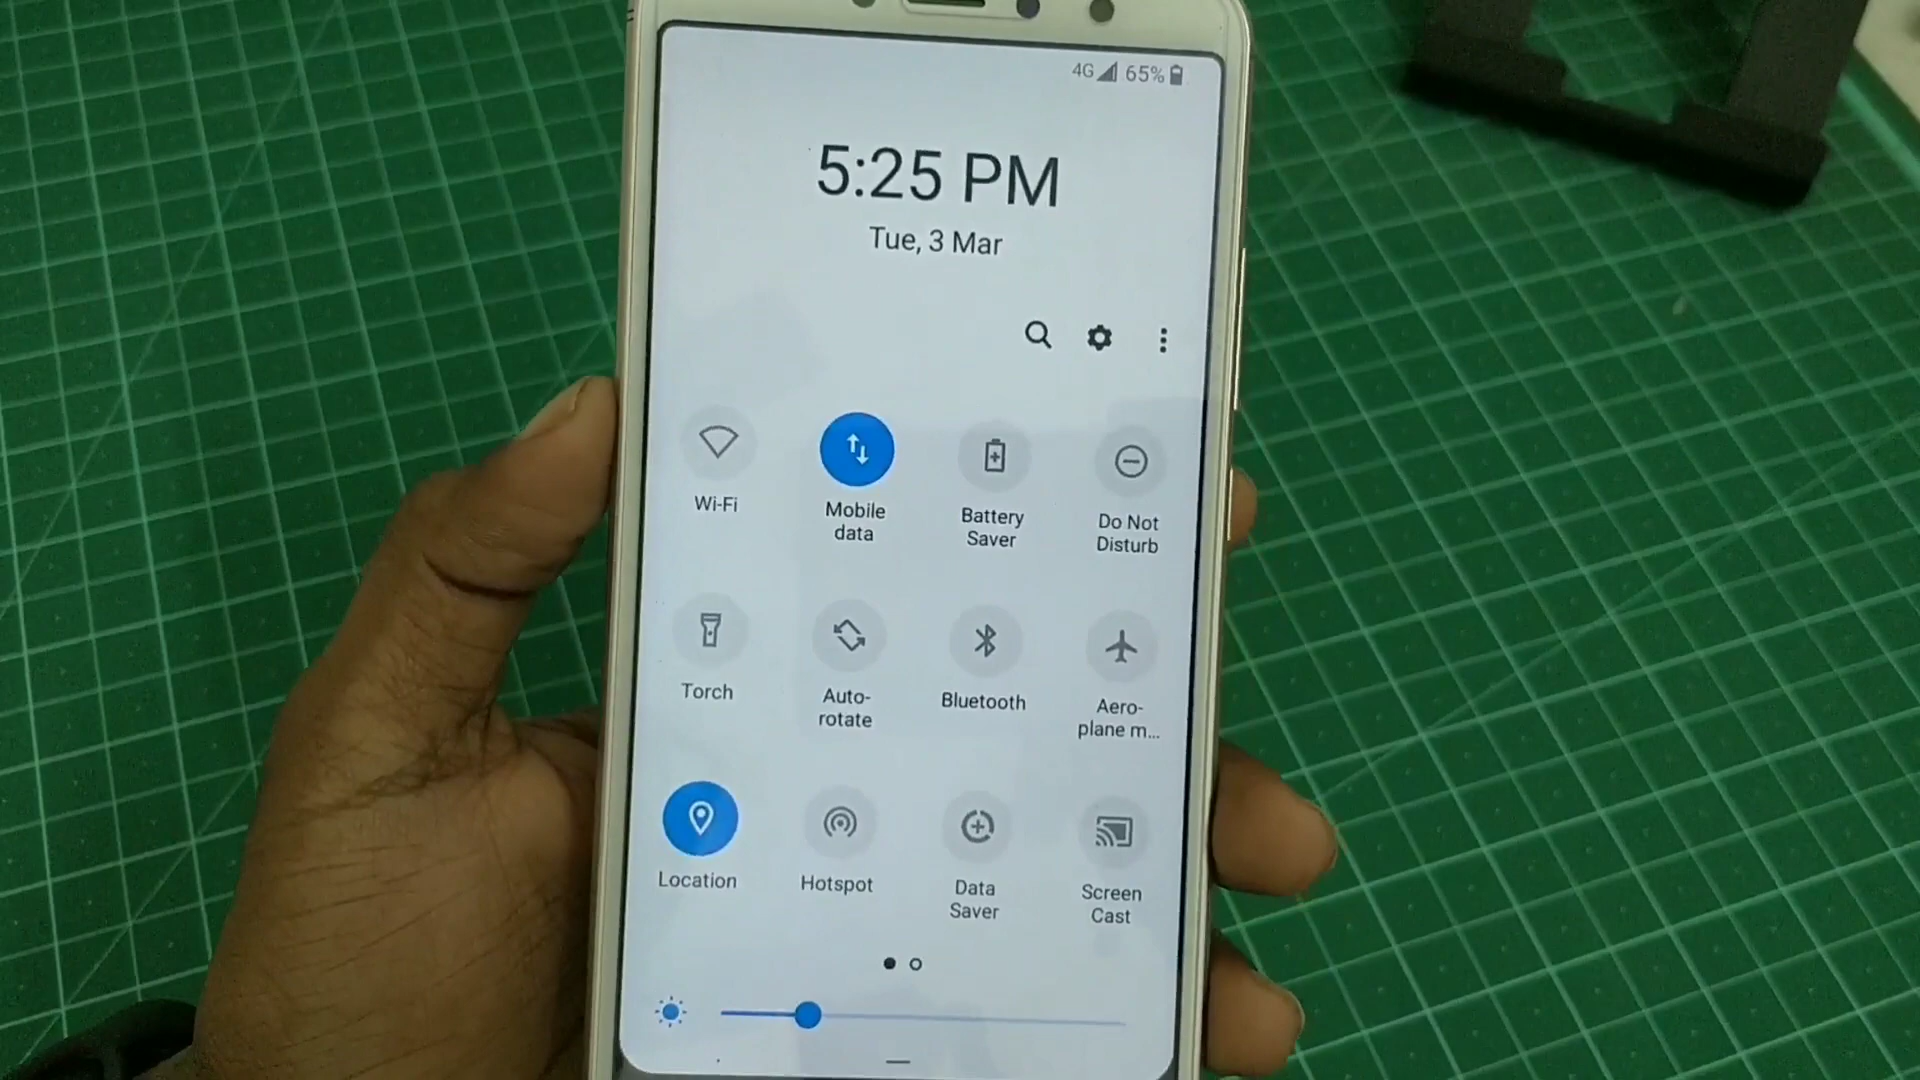 4G 65%
5:25 PM
Tue, 3 Mar
Wi-Fi
Mobile
data
Battery
Saver
Do Not
Disturb
Torch
Auto-
rotate
Bluetooth
Aero-
plane m...
Location
Hotspot
Data
Saver
Screen
Cast